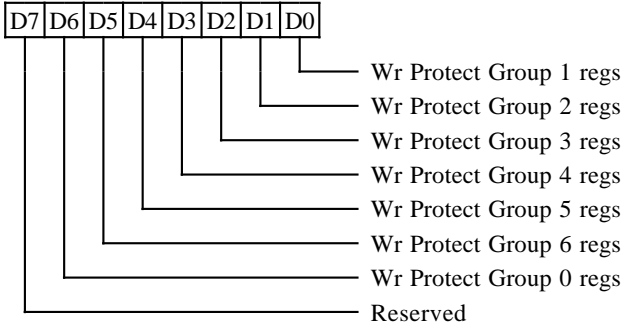 D7 D6 D5 D4 D3 D2 D1 D0
Wr Protect Group 1 regs
Wr Protect Group 2 regs
Wr Protect Group 3 regs
Wr Protect Group 4 regs
Wr Protect Group 5 regs
Wr Protect Group 6 regs
Wr Protect Group 0 regs
Reserved